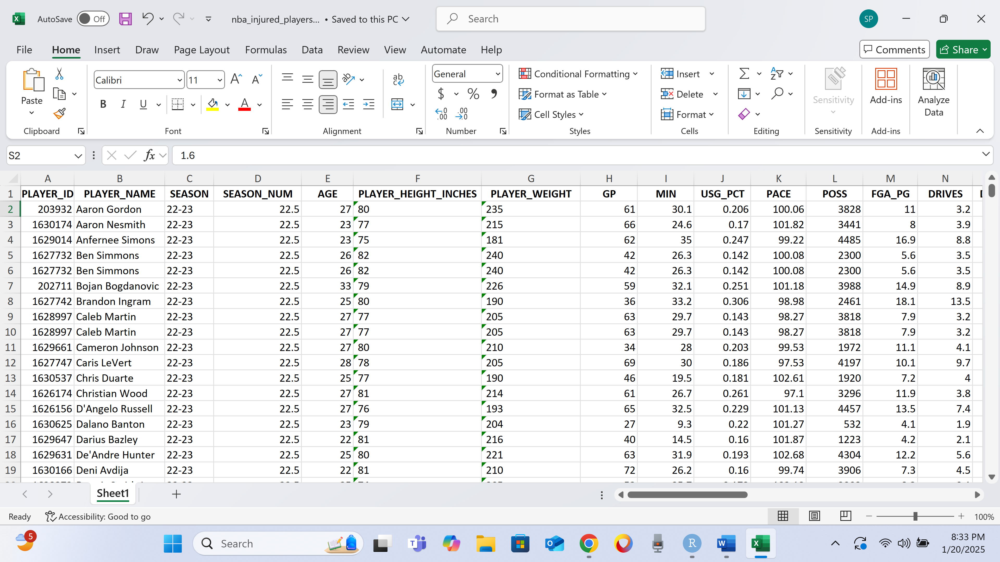 AutoSave Off nba_injured_players... • Saved to this PC Search SP
File Home Insert Draw Page Layout Formulas Data Review View Automate Help Comments Share
Paste Calibri 11 General Conditional Formatting Format as Table Cell Styles Insert Delete Format Sensitivity Add-ins Analyze Data
Clipboard Font Alignment Number Styles Cells Editing Sensitivity Add-ins
S2 fx 1.6
A B C D E F G H I J K L M N
1 PLAYER_ID PLAYER_NAME SEASON SEASON_NUM AGE PLAYER_HEIGHT_INCHES PLAYER_WEIGHT GP MIN USG_PCT PACE POSS FGA_PG DRIVES
2 203932 Aaron Gordon 22-23 22.5 27 80 235 61 30.1 0.206 100.06 3828 11 3.2
3 1630174 Aaron Nesmith 22-23 22.5 23 77 215 66 24.6 0.17 101.82 3441 8 3.9
4 1629014 Anfernee Simons 22-23 22.5 23 75 181 62 35 0.247 99.22 4485 16.9 8.8
5 1627732 Ben Simmons 22-23 22.5 26 82 240 42 26.3 0.142 100.08 2300 5.6 3.5
6 1627732 Ben Simmons 22-23 22.5 26 82 240 42 26.3 0.142 100.08 2300 5.6 3.5
7 202711 Bojan Bogdanovic 22-23 22.5 33 79 226 59 32.1 0.251 101.18 3988 14.9 8.9
8 1627742 Brandon Ingram 22-23 22.5 25 80 190 36 33.2 0.306 98.98 2461 18.1 13.5
9 1628997 Caleb Martin 22-23 22.5 27 77 205 63 29.7 0.143 98.27 3818 7.9 3.2
10 1628997 Caleb Martin 22-23 22.5 27 77 205 63 29.7 0.143 98.27 3818 7.9 3.2
11 1629661 Cameron Johnson 22-23 22.5 27 80 210 34 28 0.203 99.53 1972 11.1 4.1
12 1627747 Caris LeVert 22-23 22.5 28 78 205 69 30 0.186 97.53 4197 10.1 9.7
13 1630537 Chris Duarte 22-23 22.5 25 77 190 46 19.5 0.181 102.61 1920 7.2 4
14 1626174 Christian Wood 22-23 22.5 27 81 214 61 26.7 0.261 97.1 3296 11.9 3.8
15 1626156 D'Angelo Russell 22-23 22.5 27 76 193 65 32.5 0.229 101.13 4457 13.5 7.4
16 1630625 Dalano Banton 22-23 22.5 23 79 204 27 9.3 0.22 101.27 532 4.1 1.9
17 1629647 Darius Bazley 22-23 22.5 22 81 216 40 14.5 0.16 101.87 1223 4.2 2.1
18 1629631 De'Andre Hunter 22-23 22.5 25 80 221 63 31.9 0.193 102.68 4304 12.2 5.6
19 1630166 Deni Avdija 22-23 22.5 22 81 210 72 26.2 0.16 99.74 3906 7.3 4.5
Sheet1
Ready Accessibility: Good to go 100%
5 Search 8:33 PM
1/20/2025